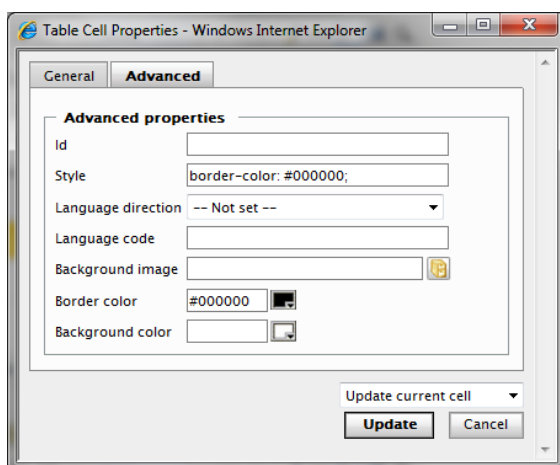 Table Cell Properties - Windows Internet Explorer
General Advanced
Advanced properties
Id
Style border-color: #000000;
Language direction -- Not set --
Language code
Background image
Border color #000000
Background color
Update current cell
Update Cancel